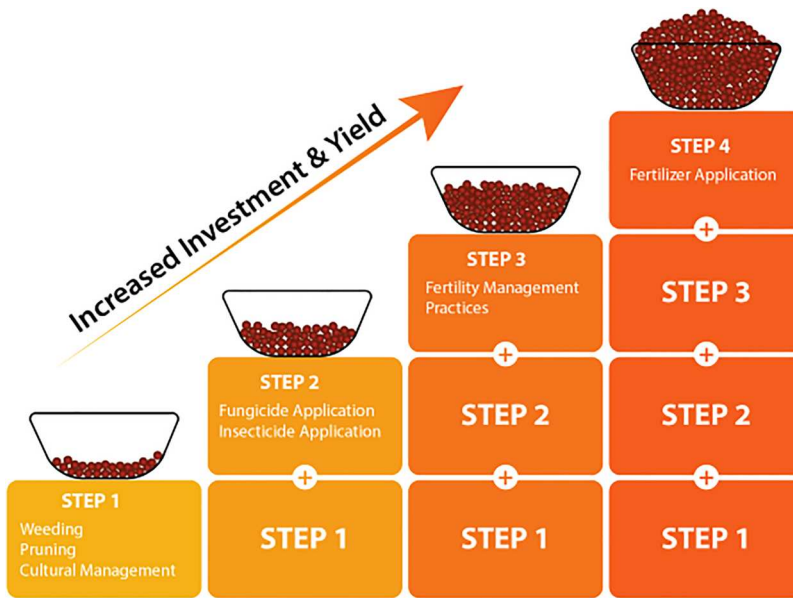 Increased Investment & Yield
STEP 1
Weeding
Pruning
Cultural Management
STEP 2
Fungicide Application
Insecticide Application
+
STEP 1
STEP 3
Fertility Management
Practices
+
STEP 2
+
STEP 1
STEP 4
Fertilizer Application
+
STEP 3
+
STEP 2
+
STEP 1